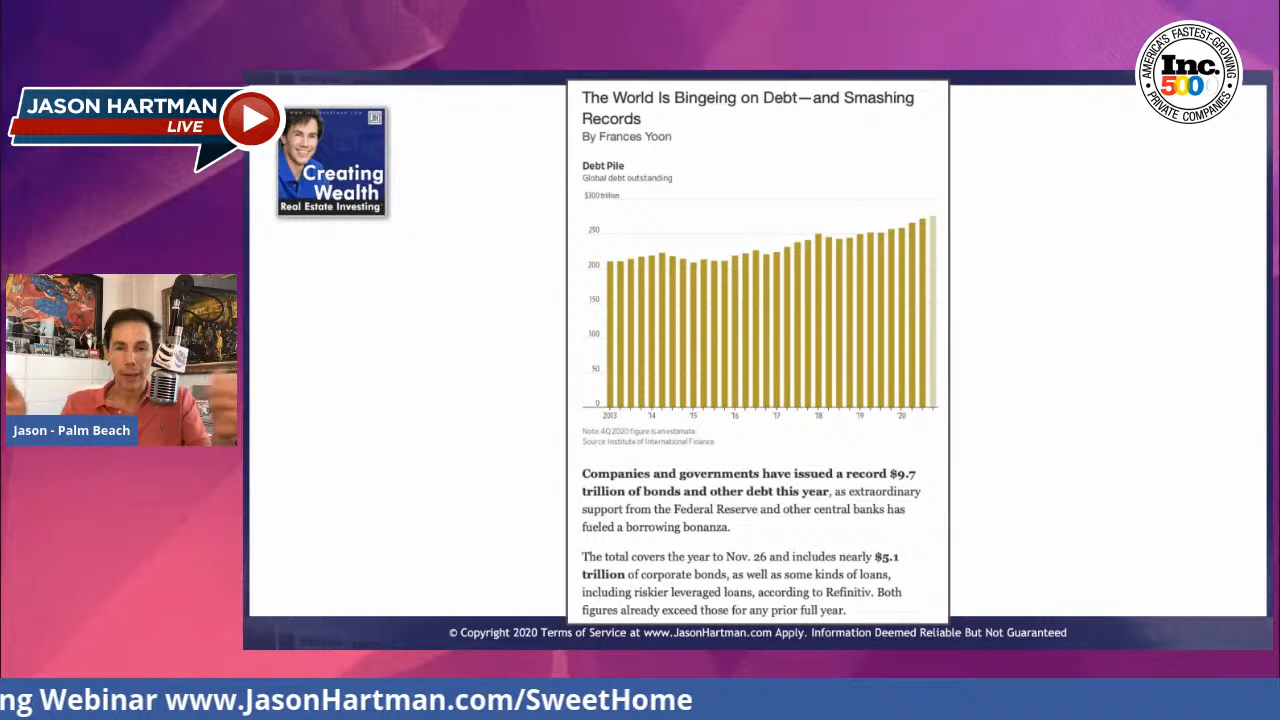 JASON HARTMAN
LIVE
AMERICA'S FASTEST-GROWING
Inc.
500
PRIVATE COMPANIES
Creating
Wealth
Real Estate Investing
Jason - Palm Beach
The World Is Bingeing on Debt—and Smashing
Records
By Frances Yoon
Debt Pile
Global debt outstanding
$300 trillion
250
200
150
100
50
0
2013 '14 '15 '16 '17 '18 '19 '20
Note: 4Q 2020 figure is an estimate.
Source: Institute of International Finance
Companies and governments have issued a record $9.7
trillion of bonds and other debt this year, as extraordinary
support from the Federal Reserve and other central banks has
fueled a borrowing bonanza.
The total covers the year to Nov. 26 and includes nearly $5.1
trillion of corporate bonds, as well as some kinds of loans,
including riskier leveraged loans, according to Refinitiv. Both
figures already exceed those for any prior full year.
© Copyright 2020 Terms of Service at www.JasonHartman.com Apply. Information Deemed Reliable But Not Guaranteed
ng Webinar www.JasonHartman.com/SweetHome